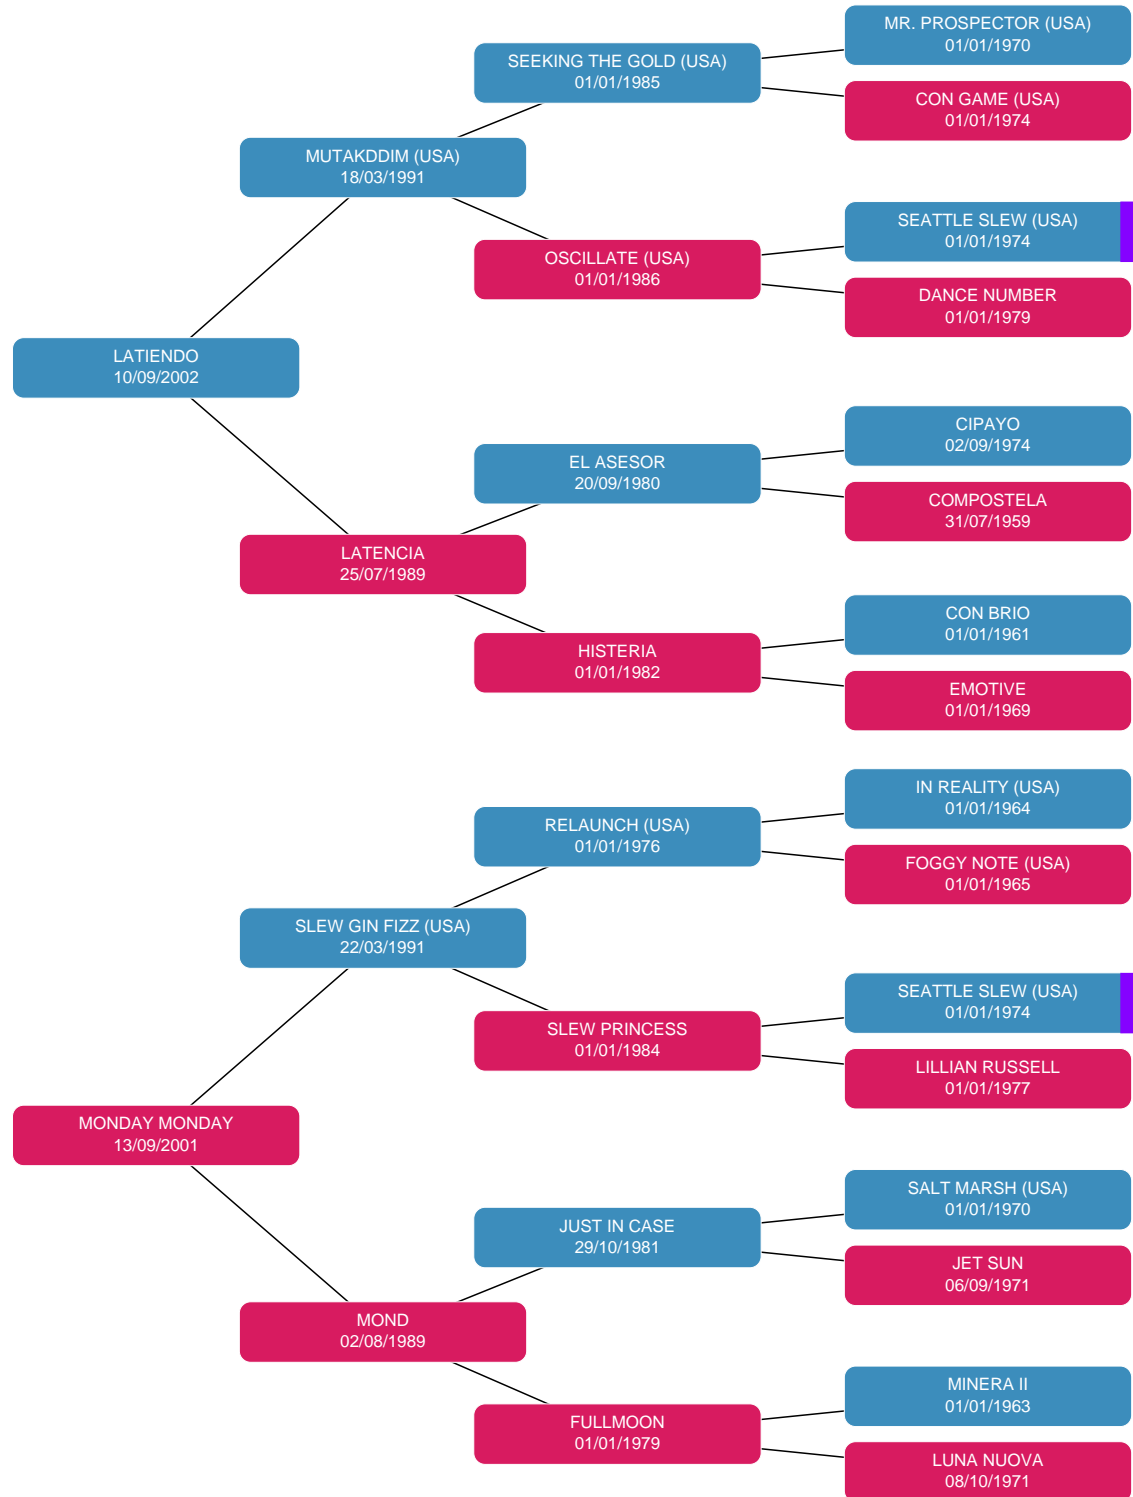 MR. PROSPECTOR (USA)
01/01/1970
SEEKING THE GOLD (USA)
01/01/1985
CON GAME (USA)
01/01/1974
MUTAKDDIM (USA)
18/03/1991
SEATTLE SLEW (USA)
01/01/1974
OSCILLATE (USA)
01/01/1986
DANCE NUMBER
01/01/1979
LATIENDO
10/09/2002
CIPAYO
02/09/1974
EL ASESOR
20/09/1980
COMPOSTELA
31/07/1959
LATENCIA
25/07/1989
CON BRIO
01/01/1961
HISTERIA
01/01/1982
EMOTIVE
01/01/1969
IN REALITY (USA)
01/01/1964
RELAUNCH (USA)
01/01/1976
FOGGY NOTE (USA)
01/01/1965
SLEW GIN FIZZ (USA)
22/03/1991
SEATTLE SLEW (USA)
01/01/1974
SLEW PRINCESS
01/01/1984
LILLIAN RUSSELL
01/01/1977
MONDAY MONDAY
13/09/2001
SALT MARSH (USA)
01/01/1970
JUST IN CASE
29/10/1981
JET SUN
06/09/1971
MOND
02/08/1989
MINERA II
01/01/1963
FULLMOON
01/01/1979
LUNA NUOVA
08/10/1971